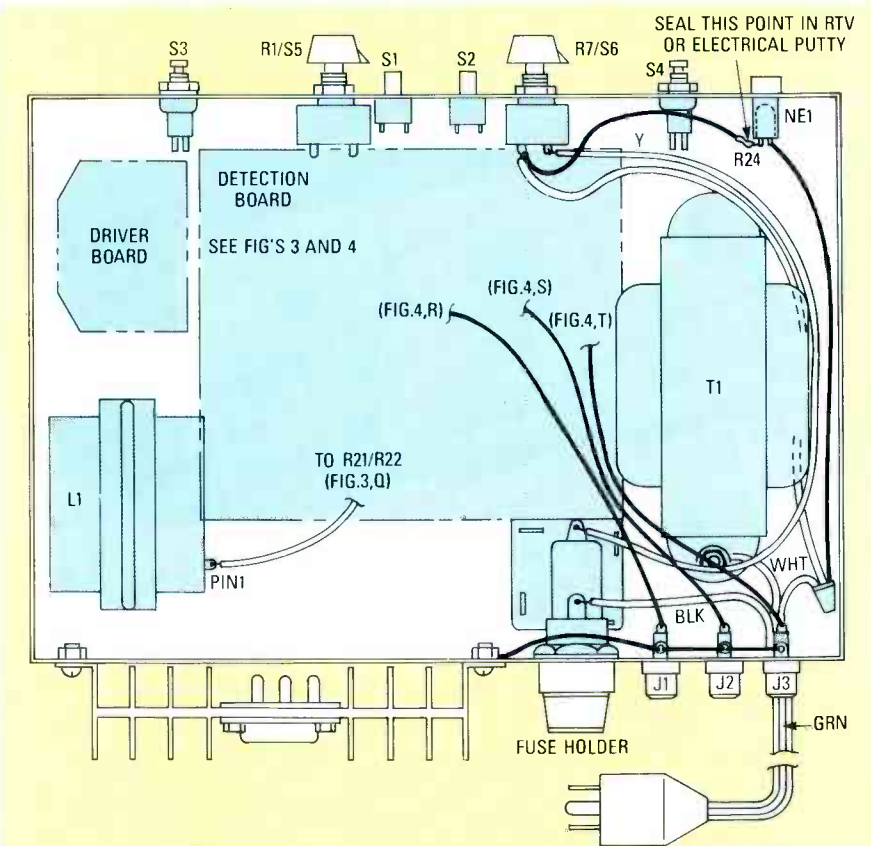 SEAL THIS POINT IN RTV
OR ELECTRICAL PUTTY
S3
R1/S5
S1
S2
R7/S6
S4
NE1
Y
R24
DETECTION
BOARD
DRIVER
BOARD
SEE FIG'S 3 AND 4
(FIG.4,R)
(FIG.4,S)
(FIG.4,T)
T1
L1
TO R21/R22
(FIG.3,Q)
PIN1
WHT
BLK
J1
J2
J3
GRN
FUSE HOLDER